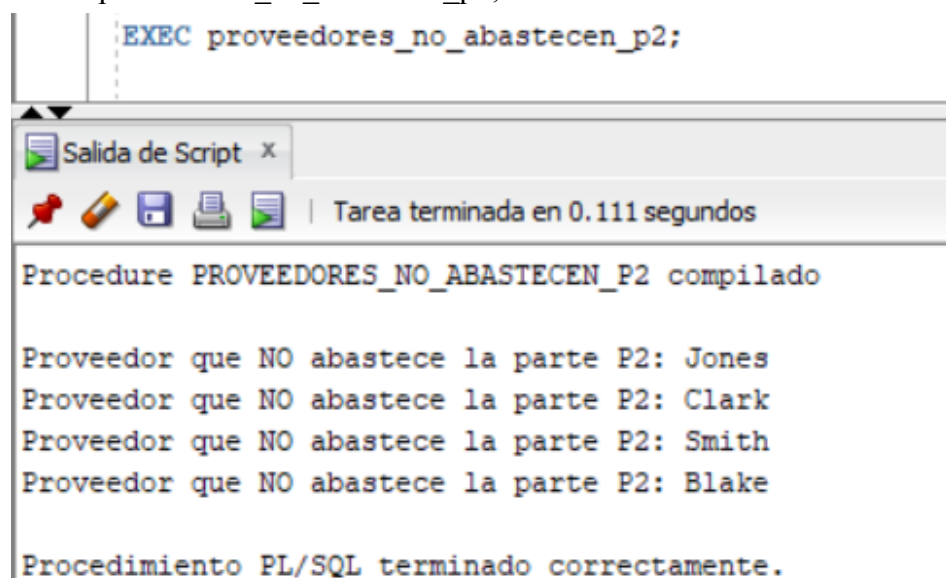 EXEC proveedores_no_abastecen_p2;
Salida de Script x
Tarea terminada en 0.111 segundos
Procedure PROVEEDORES_NO_ABASTECEN_P2 compilado
Proveedor que NO abastece la parte P2: Jones
Proveedor que NO abastece la parte P2: Clark
Proveedor que NO abastece la parte P2: Smith
Proveedor que NO abastece la parte P2: Blake
Procedimiento PL/SQL terminado correctamente.